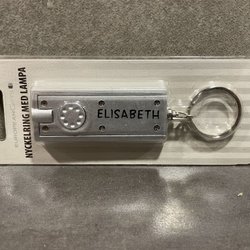 NYCKELRING MED LAMPA
ELISABETH